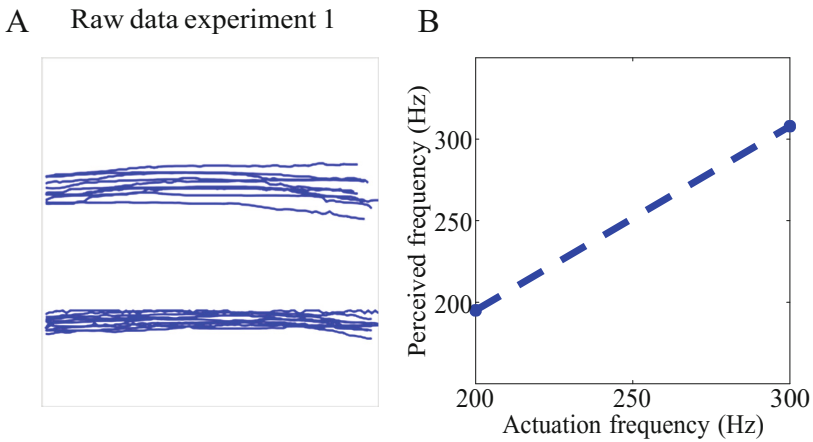 A
Raw data experiment 1
B
Perceived frequency (Hz)
300
250
200
200
250
300
Actuation frequency (Hz)